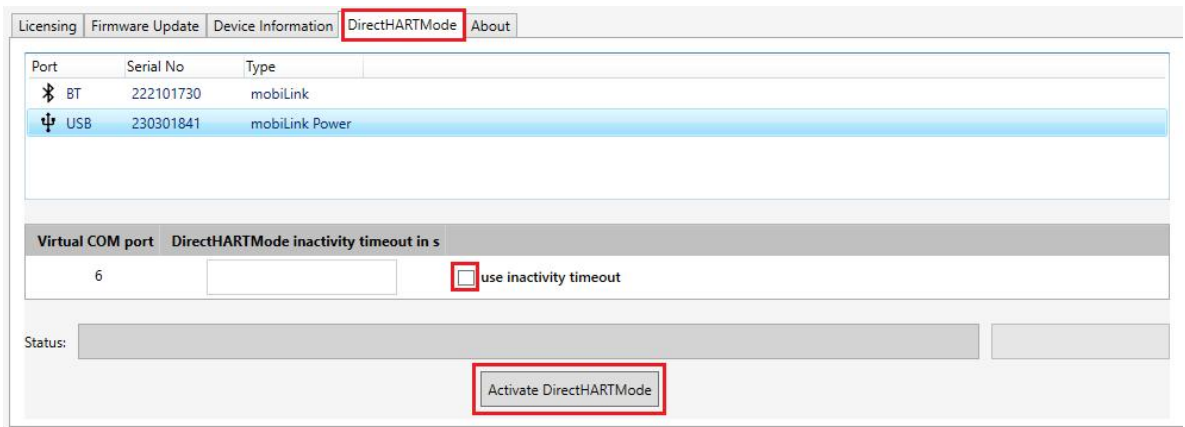 Licensing Firmware Update Device Information DirectHARTMode About
Port Serial No Type
BT 222101730 mobiLink
USB 230301841 mobiLink Power
Virtual COM port DirectHARTMode inactivity timeout in s
6 use inactivity timeout
Status:
Activate DirectHARTMode